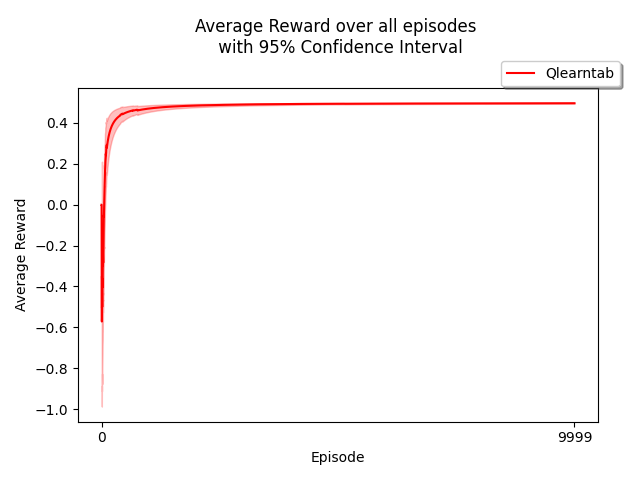 Average Reward over all episodes
with 95% Confidence Interval
Qlearntab
0.4
0.2
0.0
−0.2
−0.4
−0.6
−0.8
−1.0
Average Reward
0
9999
Episode